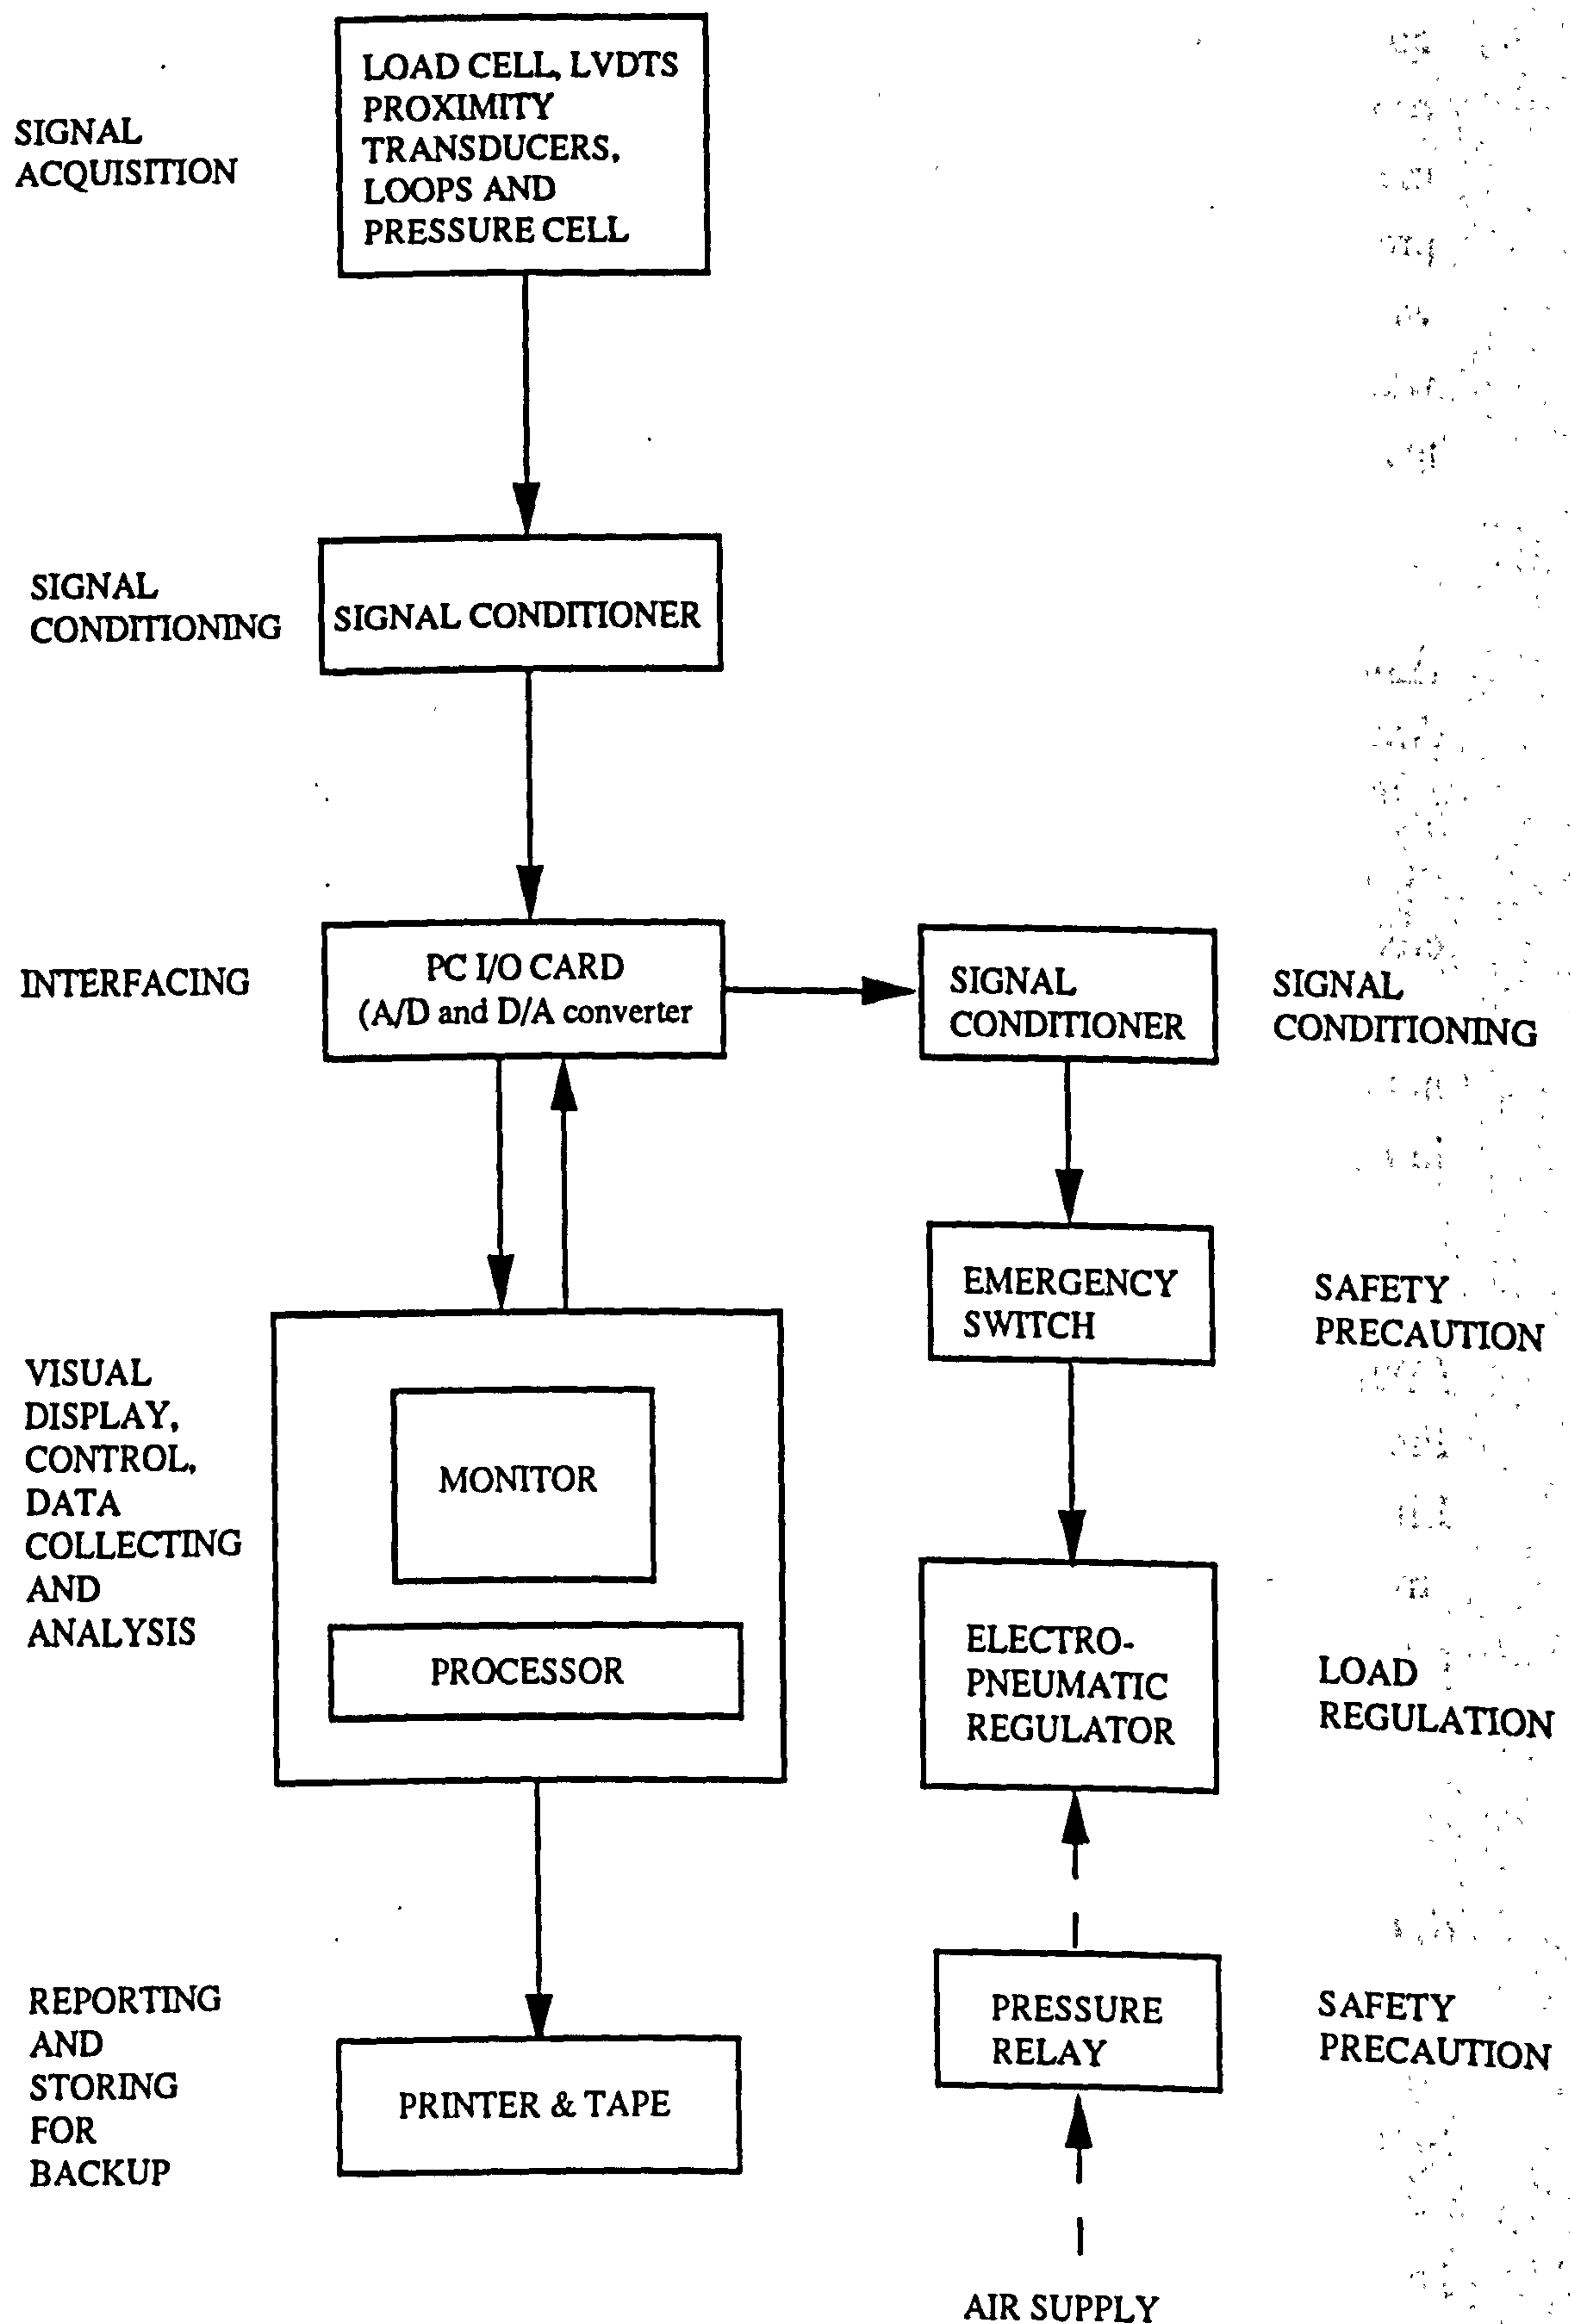 SIGNAL
ACQUISITION
LOAD CELL, LVDTS
PROXIMITY
TRANSDUCERS,
LOOPS AND
PRESSURE CELL
SIGNAL
CONDITIONING
SIGNAL CONDITIONER
INTERFACING
PC I/O CARD
(A/D and D/A converter
SIGNAL
CONDITIONER
SIGNAL
CONDITIONING
EMERGENCY
SWITCH
SAFETY
PRECAUTION
VISUAL
DISPLAY,
CONTROL,
DATA
COLLECTING
AND
ANALYSIS
MONITOR
PROCESSOR
ELECTRO-
PNEUMATIC
REGULATOR
LOAD
REGULATION
REPORTING
AND
STORING
FOR
BACKUP
PRINTER & TAPE
PRESSURE
RELAY
SAFETY
PRECAUTION
AIR SUPPLY